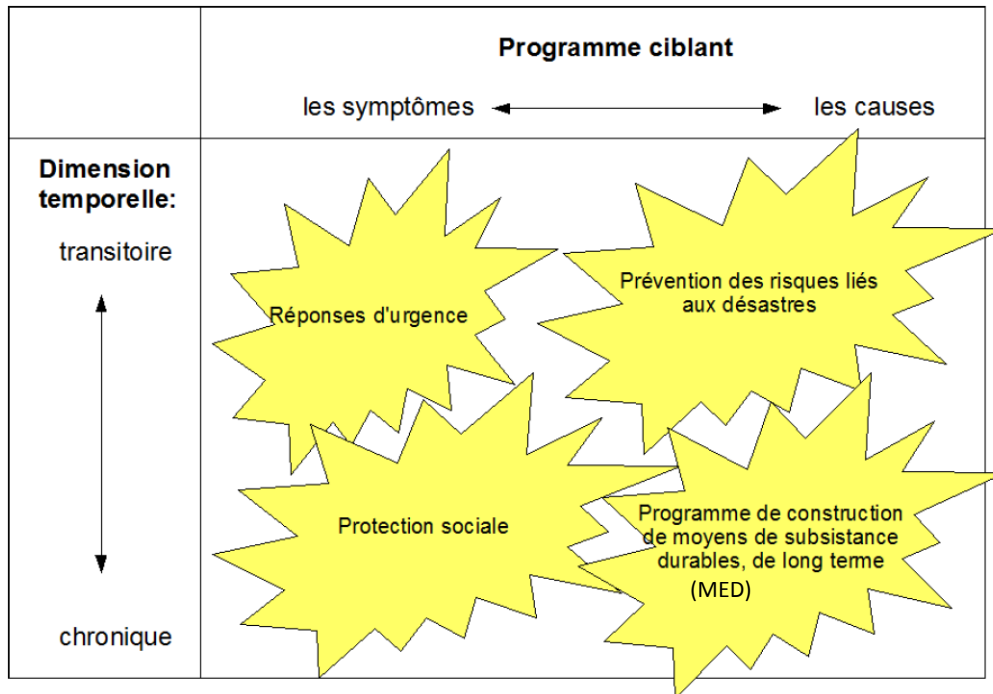 Programme ciblant
les symptômes
les causes
Dimension
temporelle:
transitoire
chronique
Réponses d'urgence
Prévention des risques liés
aux désastres
Protection sociale
Programme de construction
de moyens de subsistance
durables, de long terme
(MED)